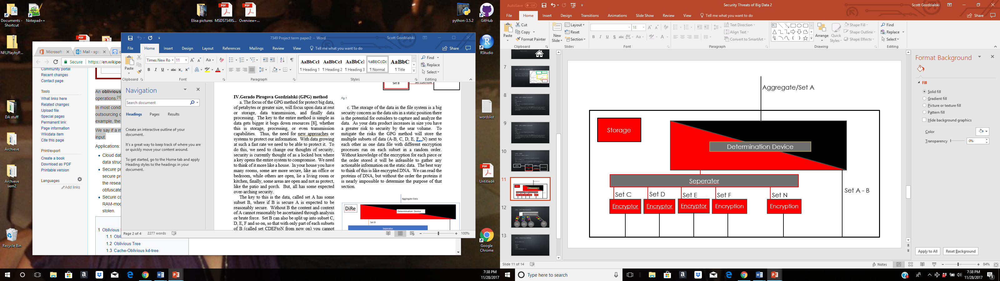 Documents - Shortcut
Notepad++
Elisa pictures
MSDS7349S...
Overview+...
python-3.5.2
GitHub
NFLPlaybyP...
RStudio
DA stuff
wordslist
Archieve
Archieve sem2
Untitled4
Recycle Bin
Google Chrome
Microsoft
Mail - sgo
Secure
https://en.wikiped
Community portal
Recent changes
Contact page
Tools
What links here
Related changes
Upload file
Special pages
Permanent link
Page information
Wikidata item
Cite this page
Print/export
Create a book
Download as PDF
Printable version
Languages
Add links
An oblivious
operations.[1]
In most condi
outsourcing c
example, the
We say if a m
input.
Applications:
Cloud dat
data struc
Secure pr
secure pr
the resea
obfuscate
Secure co
RAM-mod
stolen.
1 Oblivious
1.1 Obli
1.2 Oblivious Tree
1.3 Cache-Oblivious kd-tree
7349 Project term paper2 - Word
Scott Gozdzialski
File Home Insert Design Layout References Mailings Review View Tell me what you want to do Share
Times New Ro 11
Paste
Clipboard Font Paragraph Styles Editing
AaBbCcI AaBbCcI AaBbCcI AaBbCcDc AaBbC
¶ Heading 1 ¶ Heading 2 ¶ Heading 3 ¶ Normal ¶ Title
Find
Replace
Select
Navigation
Search document
Headings Pages Results
Create an interactive outline of your
document.
It's a great way to keep track of where you are
or quickly move your content around.
To get started, go to the Home tab and apply
Heading styles to the headings in your
document.
Set B
Set CDEFtoN
IV.Gerado Pirogova Gozdzialski (GPG) method
a. The focus of the GPG method for protect big data,
of petabytes or greater size, will focus upon data at rest
or storage, data transmission, and finally data
processing. The key to the entire method is simple as
data gets bigger it bogs down resources [8], whether
this is storage, processing, or even transmission
capabilities. Thus, the need for new approaches or
systems to protect our information. With data growing
at such a fast rate we need to be able to protect it. To
do this, we need to change our thoughts of security,
security is currently thought of as a locked box where
a key opens the entire system to compromise. We need
to think of it more like a house. In your house you have
many rooms, some are more secure, like an office or
bedroom, while others are open, lie a living room or
kitchen, finally, some areas are open and not as protect,
like the patio and porch. But, all has some expected
over-arching security.
The key to this is the data, called set A has some
subset B, where if B is secure A is expected to be
reasonably secure. Without B the content and context
of A cannot reasonably be ascertained through analysis
or brute force. Set B can also be split up into subset C,
D, E, F and so on, so that with only part of each subsets
of B (called set CDEFtoN from now on) you cannot
Fig 1
c. The storage of the data in the file system is a big
security concern as the data sits in a static position there
is the potential for outsiders to capture and analyze the
data. As your data product increases in size you have
a greater risk to security by the sear volume. To
mitigate the risks the GPG method will store the
multiple subsets of data (A-B, C, D, E, F,..N) next to
each other as one data file with different encryption
processes run on each subset in a random order.
Without knowledge of the encryption for each piece or
the order stored it will be infeasible to gather any
actionable information on the static data. The best way
to think of this is like encrypted DNA. We can read the
proteins of DNA, but without the order the proteins it
is nearly impossible to determine the purpose of that
section.
Aggregate Data
DiRe
Determination Device
Set B
Seperator
Page 2 of 4 2277 words 100%
7:38 PM
11/28/2017
AutoSave Off
Security Threats of Big Data 2
Scott Gozdzialski
File Home Insert Design Transitions Animations Slide Show Review View Tell me what you want to do Share
Paste
Cut
Copy
Format Painter
New Slide
Layout
Reset
Section
18
Text Direction
Align Text
Convert to SmartArt
Arrange
Quick Styles
Shape Fill
Shape Outline
Shape Effects
Find
Replace
Select
Clipboard Slides Font Paragraph Drawing Editing
7
8
9
10
11
12
13
Aggregate/Set A
Storage
Determination Device
Seperater
Set C Set D Set E Set F Set N Set A - B
Encryptor Encryptor Encryptor Encryption Encryption
Format Background
Fill
Solid fill
Gradient fill
Picture or texture fill
Pattern fill
Hide background graphics
Color
Transparency 0%
Apply to All Reset Background
Slide 11 of 14 Notes 84%
Type here to search
7:38 PM
11/28/2017